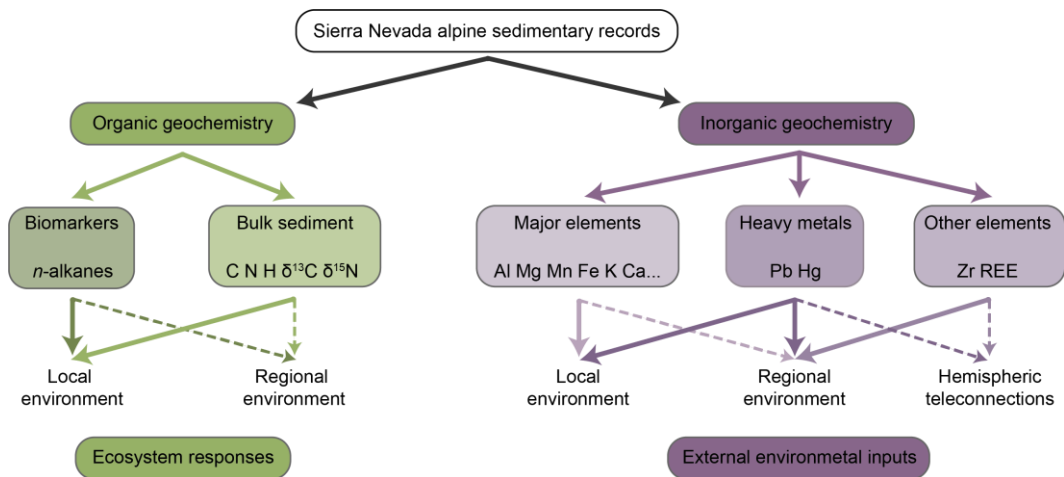 Sierra Nevada alpine sedimentary records
Organic geochemistry
Inorganic geochemistry
Biomarkers
n-alkanes
Bulk sediment
C N H δ¹³C δ¹⁵N
Major elements
Al Mg Mn Fe K Ca...
Heavy metals
Pb Hg
Other elements
Zr REE
Local
environment
Regional
environment
Local
environment
Regional
environment
Hemispheric
teleconnections
Ecosystem responses
External environmetal inputs